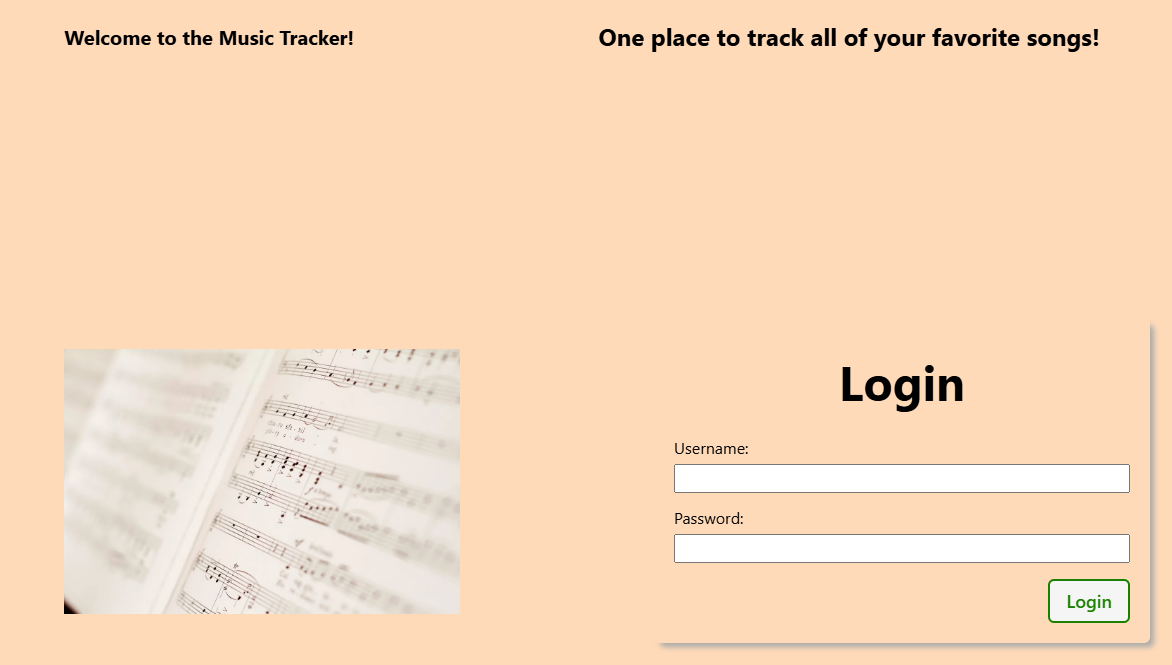 Welcome to the Music Tracker!
One place to track all of your favorite songs!
Login
Username:
Password:
Login